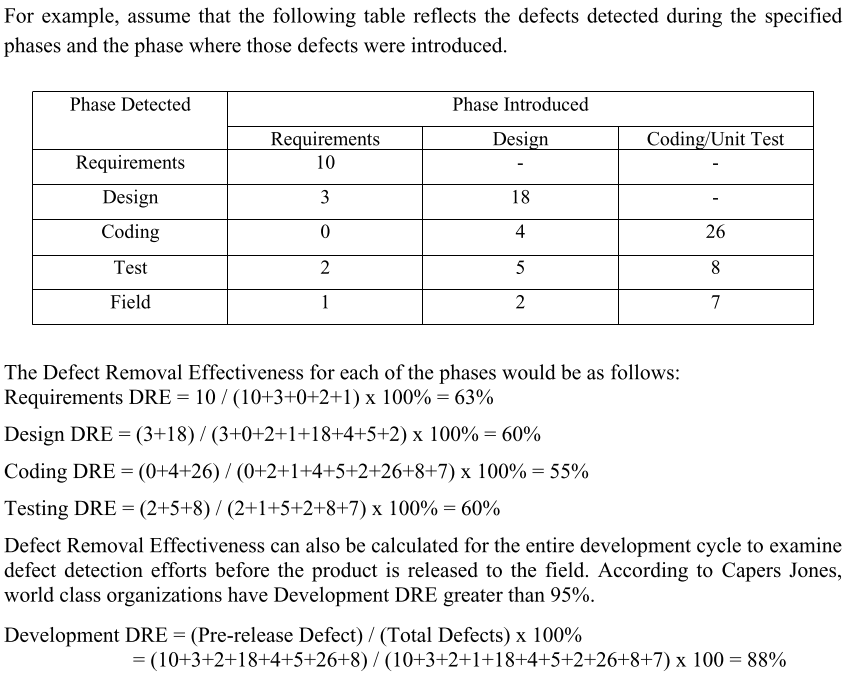 For example, assume that the following table reflects the defects detected during the specified
phases and the phase where those defects were introduced.
Phase Detected Phase Introduced
Requirements Design Coding/Unit Test
Requirements 10 - -
Design 3 18 -
Coding 0 4 26
Test 2 5 8
Field 1 2 7
The Defect Removal Effectiveness for each of the phases would be as follows:
Requirements DRE = 10 / (10+3+0+2+1) x 100% = 63%
Design DRE = (3+18) / (3+0+2+1+18+4+5+2) x 100% = 60%
Coding DRE = (0+4+26) / (0+2+1+4+5+2+26+8+7) x 100% = 55%
Testing DRE = (2+5+8) / (2+1+5+2+8+7) x 100% = 60%
Defect Removal Effectiveness can also be calculated for the entire development cycle to examine
defect detection efforts before the product is released to the field. According to Capers Jones,
world class organizations have Development DRE greater than 95%.
Development DRE = (Pre-release Defect) / (Total Defects) x 100%
= (10+3+2+18+4+5+26+8) / (10+3+2+1+18+4+5+2+26+8+7) x 100 = 88%